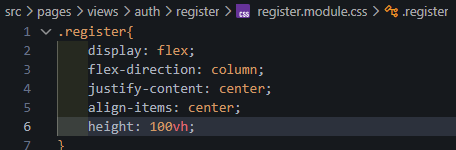 src > pages > views > auth > register > register.module.css > .register
1 .register{
2 display: flex;
3 flex-direction: column;
4 justify-content: center;
5 align-items: center;
6 height: 100vh;
7 }